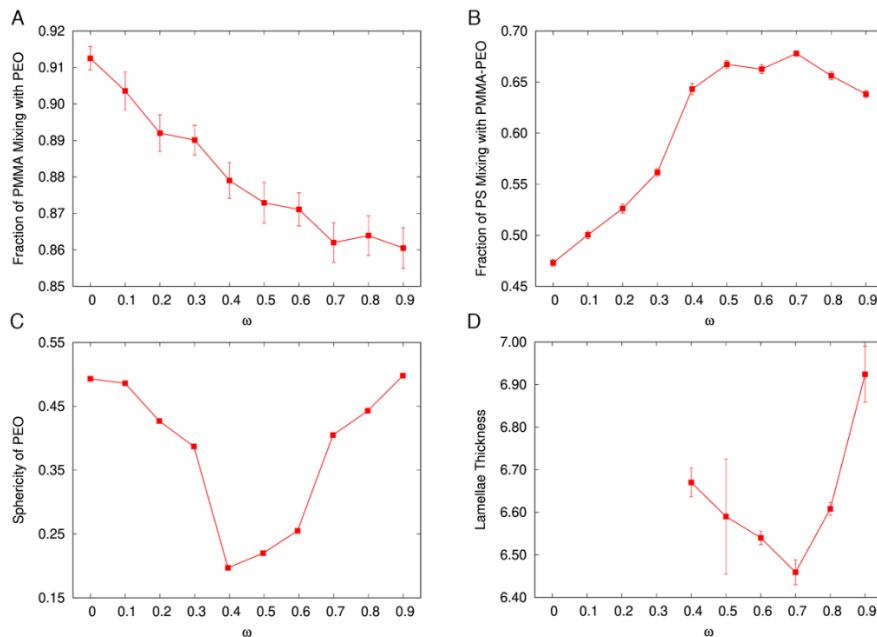 A
Fraction of PMMA Mixing with PEO
0.92
0.91
0.90
0.89
0.88
0.87
0.86
0.85
0 0.1 0.2 0.3 0.4 0.5 0.6 0.7 0.8 0.9
ω
B
Fraction of PS Mixing with PMMA-PEO
0.70
0.65
0.60
0.55
0.50
0.45
0 0.1 0.2 0.3 0.4 0.5 0.6 0.7 0.8 0.9
ω
C
Sphericity of PEO
0.55
0.45
0.35
0.25
0.15
0 0.1 0.2 0.3 0.4 0.5 0.6 0.7 0.8 0.9
ω
D
Lamellae Thickness
7.00
6.90
6.80
6.70
6.60
6.50
6.40
0 0.1 0.2 0.3 0.4 0.5 0.6 0.7 0.8 0.9
ω